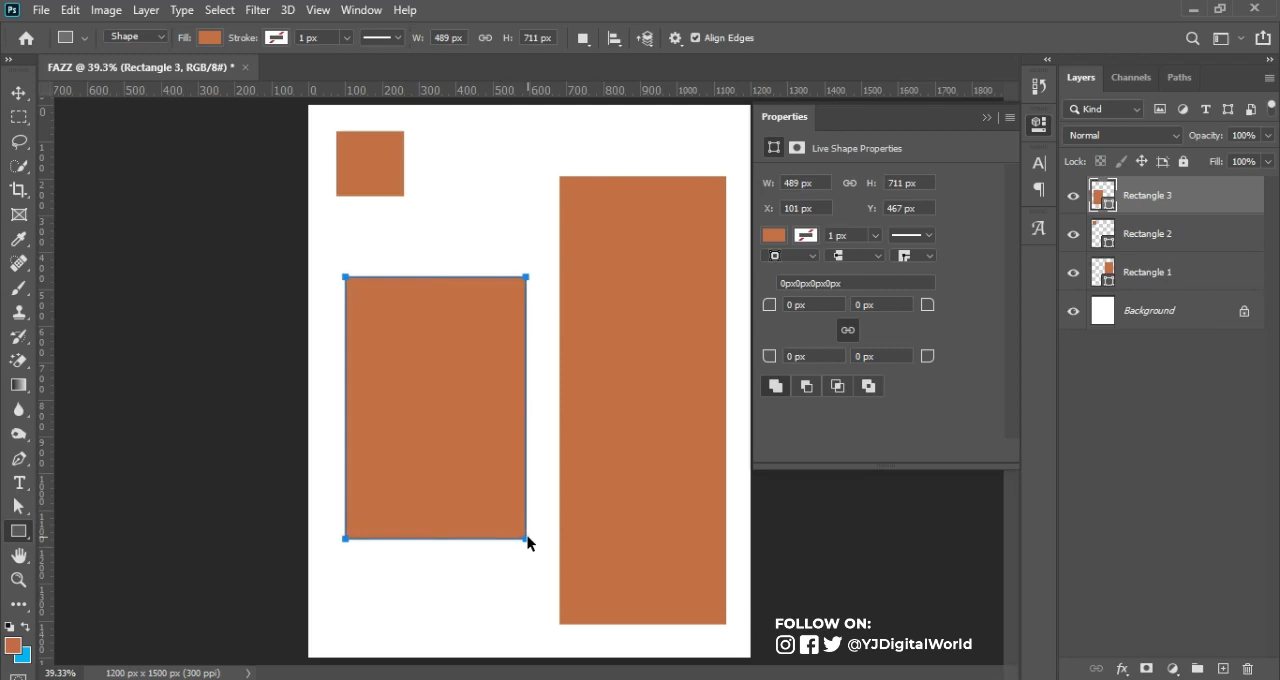 Ps File Edit Image Layer Type Select Filter 3D View Window Help
Shape Fill: Stroke: 1 px W: 489 px H: 711 px Align Edges
FAZZ @ 39.3% (Rectangle 3, RGB/8#) * ×
700 600 500 400 300 200 100 0 100 200 300 400 500 600 700 800 900 1000 1100 1200 1300 1400 1500 1600 1700 1800
Properties
Live Shape Properties
W: 489 px H: 711 px
X: 101 px Y: 467 px
1 px
0px0px0px0px
0 px 0 px
0 px 0 px
Layers Channels Paths
Kind
Normal Opacity: 100%
Lock: Fill: 100%
Rectangle 3
Rectangle 2
Rectangle 1
Background
FOLLOW ON:
@YJDigitalWorld
39.33% 1200 px x 1500 px (300 ppi)